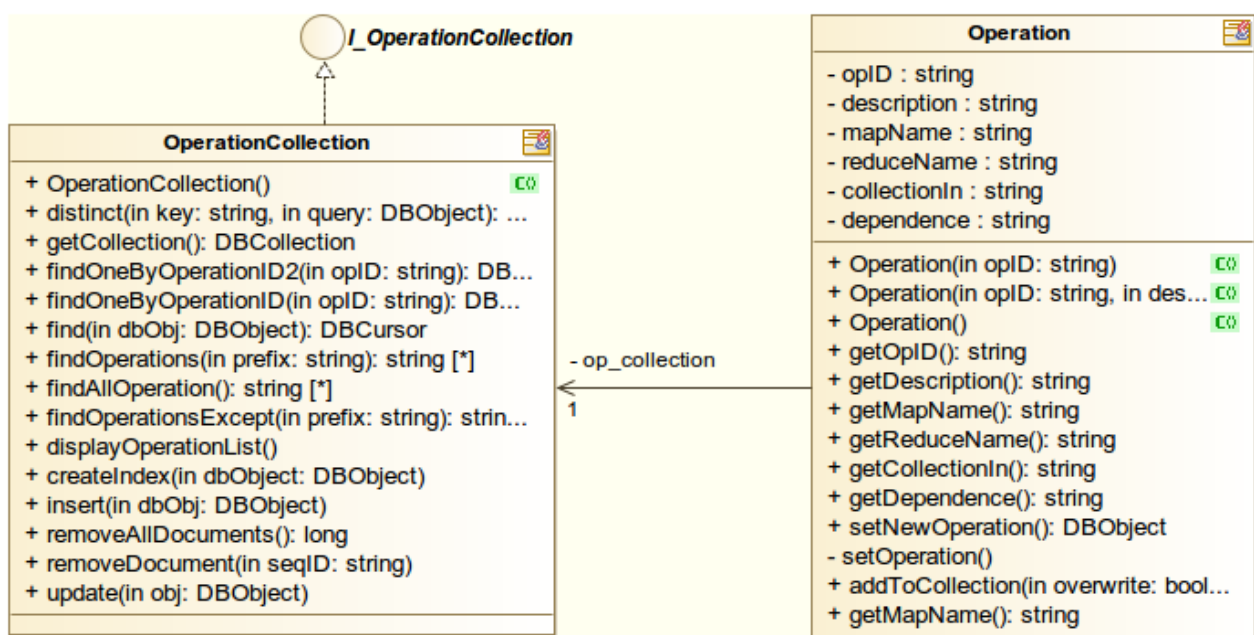 I_OperationCollection
OperationCollection
+ OperationCollection()
+ distinct(in key: string, in query: DBObject): ...
+ getCollection(): DBCollection
+ findOneByOperationID2(in opID: string): DB...
+ findOneByOperationID(in opID: string): DB...
+ find(in dbObj: DBObject): DBCursor
+ findOperations(in prefix: string): string [*]
+ findAllOperation(): string [*]
+ findOperationsExcept(in prefix: string): strin...
+ displayOperationList()
+ createIndex(in dbObject: DBObject)
+ insert(in dbObj: DBObject)
+ removeAllDocuments(): long
+ removeDocument(in seqID: string)
+ update(in obj: DBObject)
- op_collection
1
Operation
- opID : string
- description : string
- mapName : string
- reduceName : string
- collectionIn : string
- dependence : string
+ Operation(in opID: string)
+ Operation(in opID: string, in des...
+ Operation()
+ getOpID(): string
+ getDescription(): string
+ getMapName(): string
+ getReduceName(): string
+ getCollectionIn(): string
+ getDependence(): string
+ setNewOperation(): DBObject
- setOperation()
+ addToCollection(in overwrite: bool...
+ getMapName(): string